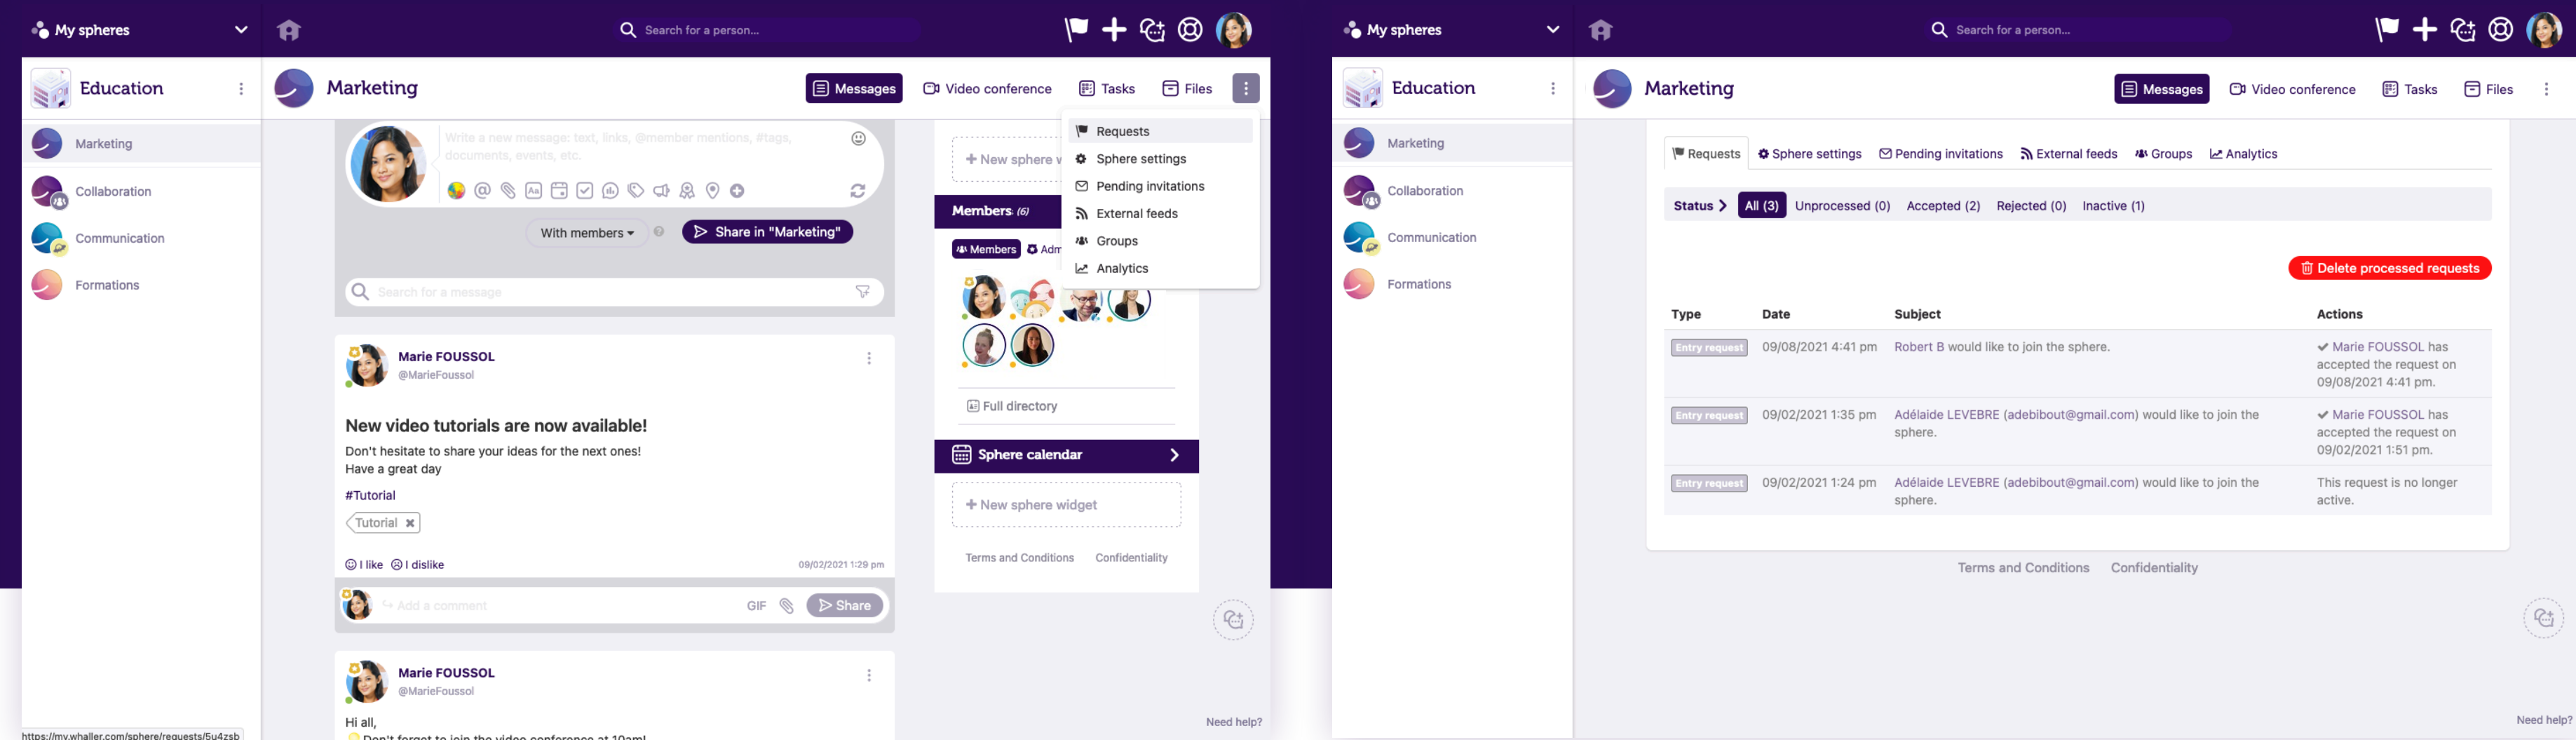 My spheres
Search for a person...
Education
Marketing
Messages
Video conference
Tasks
Files
Marketing
Collaboration
Communication
Formations
Write a new message: text, links, @member mentions, #tags,
documents, events, etc.
With members
Share in "Marketing"
Search for a message
Marie FOUSSOL
@MarieFoussol
New video tutorials are now available!
Don't hesitate to share your ideas for the next ones!
Have a great day
#Tutorial
Tutorial
I like
I dislike
09/02/2021 1:29 pm
Add a comment
GIF
Share
Marie FOUSSOL
@MarieFoussol
Hi all,
Don't forget to join the video conference at 10am!
+ New sphere w
Members (6)
Members
Adm
Requests
Sphere settings
Pending invitations
External feeds
Groups
Analytics
Full directory
Sphere calendar
+ New sphere widget
Terms and Conditions
Confidentiality
Need help?
https://my.whaller.com/sphere/requests/5u4zsb
My spheres
Search for a person...
Education
Marketing
Messages
Video conference
Tasks
Files
Marketing
Collaboration
Communication
Formations
Requests
Sphere settings
Pending invitations
External feeds
Groups
Analytics
Status
All (3)
Unprocessed (0)
Accepted (2)
Rejected (0)
Inactive (1)
Delete processed requests
Type Date Subject Actions
Entry request 09/08/2021 4:41 pm Robert B would like to join the sphere. Marie FOUSSOL has
accepted the request on
09/08/2021 4:41 pm.
Entry request 09/02/2021 1:35 pm Adélaide LEVEBRE (adebibout@gmail.com) would like to join the Marie FOUSSOL has
sphere. accepted the request on
09/02/2021 1:51 pm.
Entry request 09/02/2021 1:24 pm Adélaide LEVEBRE (adebibout@gmail.com) would like to join the This request is no longer
sphere. active.
Terms and Conditions
Confidentiality
Need help?